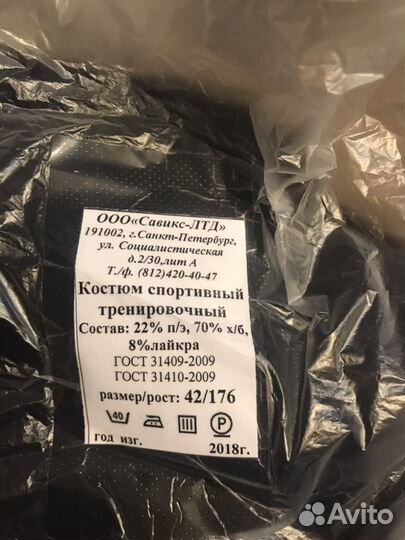 ООО«Савикс-ЛТД»
191002, г.Санкт-Петербург,
ул. Социалистическая
д.2/30,лит А
Т./ф. (812)420-40-47
Костюм спортивный
тренировочный
Состав: 22% п/э, 70% х/б,
8%лайкра
ГОСТ 31409-2009
ГОСТ 31410-2009
размер/рост: 42/176
40
P
год изг. 2018г.
Avito